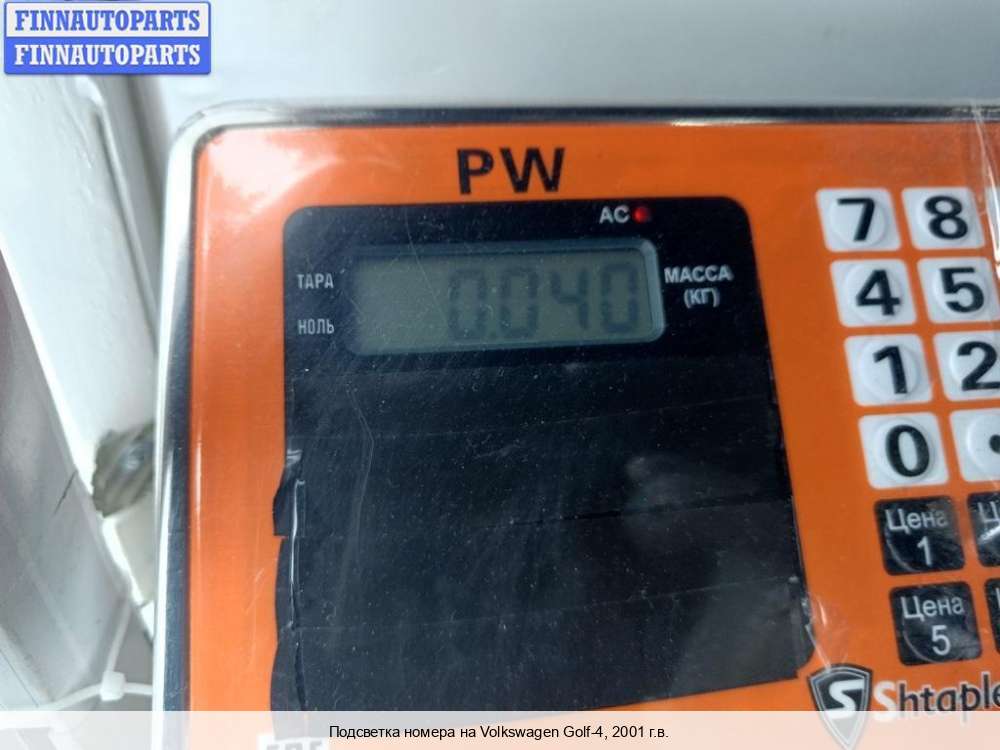 FINNAUTOPARTS
FINNAUTOPARTS
PW
AC
ТАРА
НОЛЬ
0.040
МАССА
(КГ)
7 8
4 5
1 2
0 .
Цена
1
Цена
5
S
Shtaple
Подсветка номера на Volkswagen Golf-4, 2001 г.в.